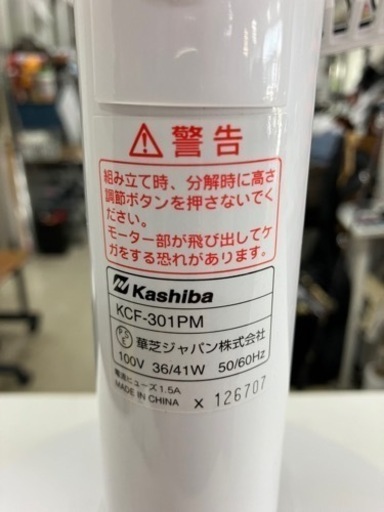 警告
組み立て時、分解時に高さ
調節ボタンを押さないでく
ださい。
モーター部が飛び出してケ
ガをする恐れがあります。
Kashiba
KCF-301PM
華芝ジャパン株式会社
100V 36/41W 50/60Hz
電流ヒューズ1.5A
MADE IN CHINA X 126707